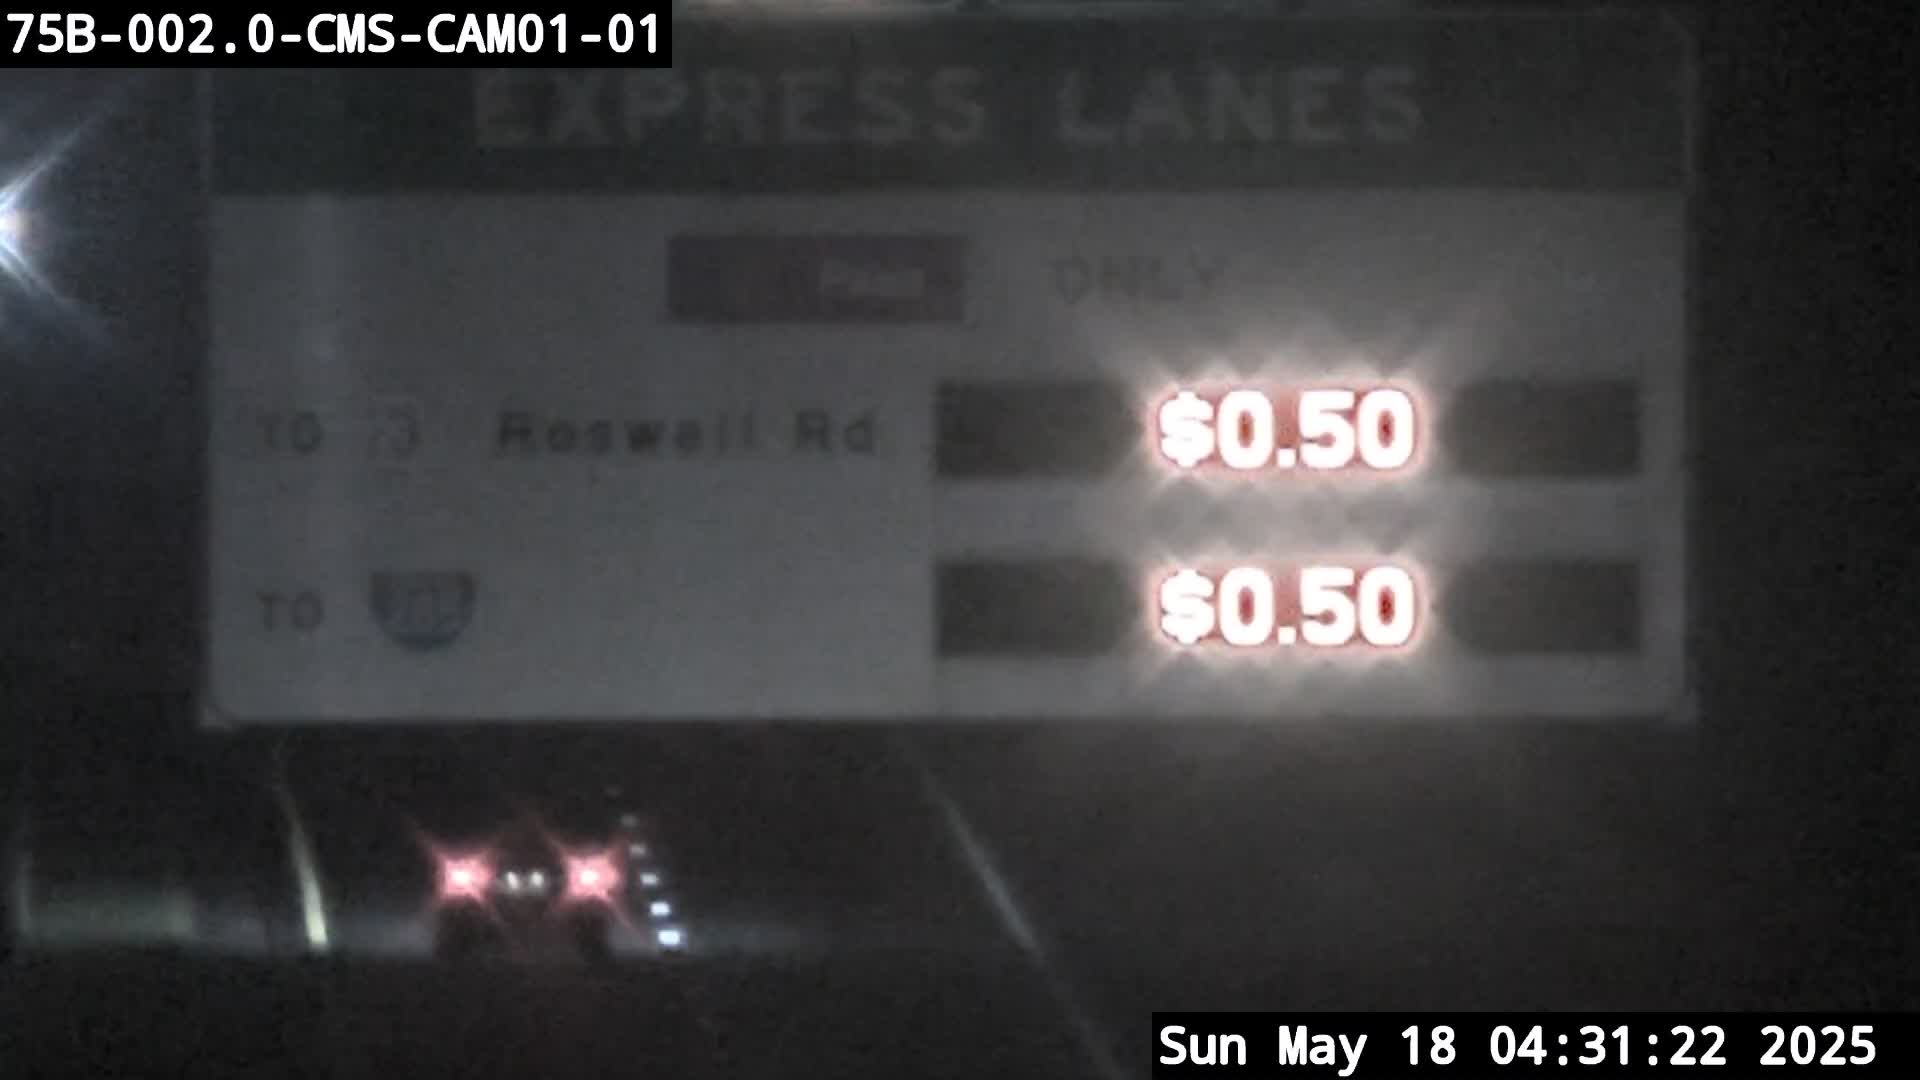 75B-002.0-CMS-CAM01-01
EXPRESS LANES
Pass ONLY
TO Roswell Rd $0.50
TO $0.50
Sun May 18 04:31:22 2025